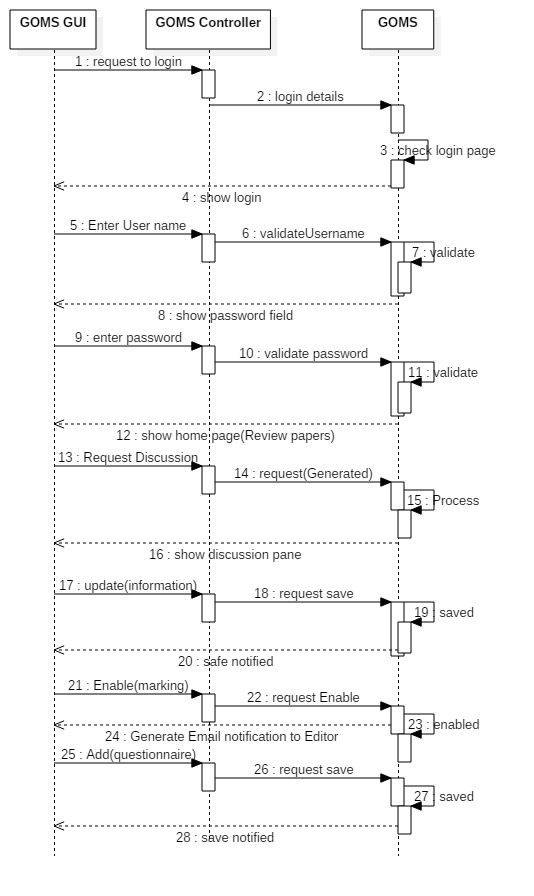 GOMS GUI
GOMS Controller
GOMS
1 : request to login
2 : login details
3 : check login page
4 : show login
5 : Enter User name
6 : validateUsername
7 : validate
8 : show password field
9 : enter password
10 : validate password
11 : validate
12 : show home page(Review papers)
13 : Request Discussion
14 : request(Generated)
15 : Process
16 : show discussion pane
17 : update(information)
18 : request save
19 : saved
20 : safe notified
21 : Enable(marking)
22 : request Enable
23 : enabled
24 : Generate Email notification to Editor
25 : Add(questionnaire)
26 : request save
27 : saved
28 : save notified